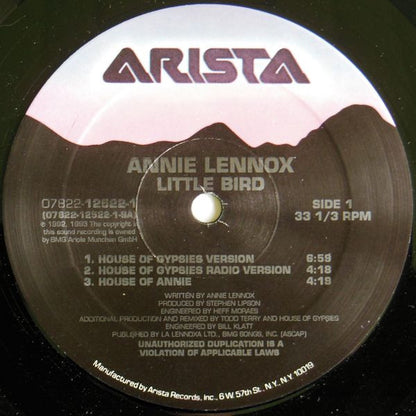 ARISTA
ANNIE LENNOX
LITTLE BIRD
07822-12522-1
(07822-12522-1-SA)
℗ 1992, 1993 The copyright in
this sound recording is owned
by BMG Ariola Munchen GmbH
SIDE 1
33 1/3 RPM
1. HOUSE OF GYPSIES VERSION 6:59
2. HOUSE OF GYPSIES RADIO VERSION 4:18
3. HOUSE OF ANNIE 4:19
WRITTEN BY ANNIE LENNOX
PRODUCED BY STEPHEN LIPSON
ENGINEERED BY HEFF MORAES
ADDITIONAL PRODUCTION AND REMIXED BY TODD TERRY AND HOUSE OF GYPSIES
ENGINEERED BY BILL KLATT
PUBLISHED BY LA LENNOXA LTD., BMG SONGS, INC. (ASCAP)
UNAUTHORIZED DUPLICATION IS A
VIOLATION OF APPLICABLE LAWS
Manufactured by Arista Records, Inc., 6 W. 57th St., N.Y., N.Y. 10019